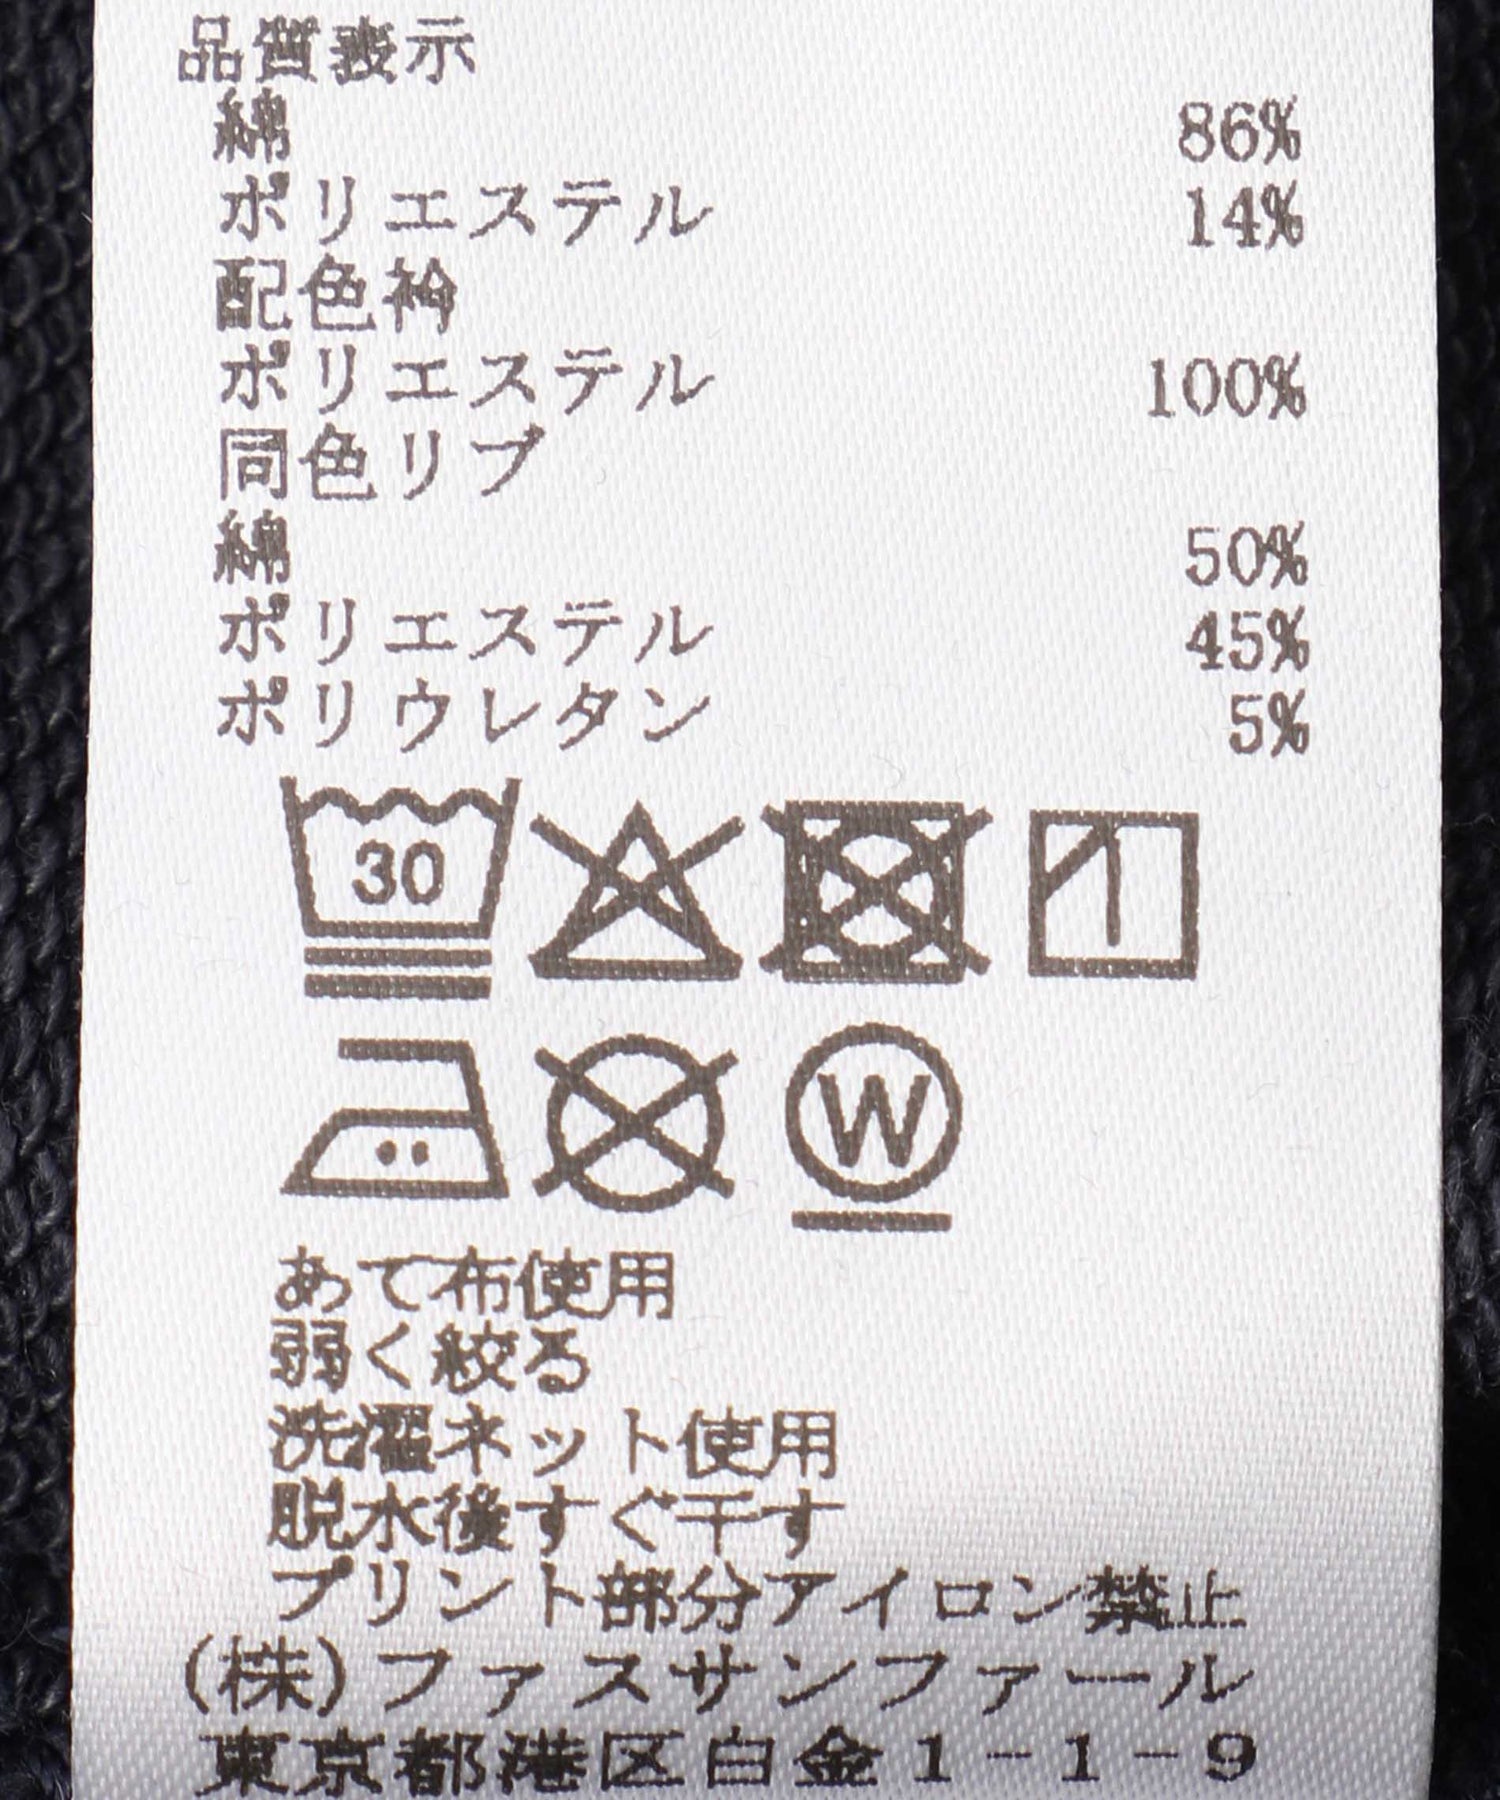 品質表示
綿 86%
ポリエステル 14%
配色衿
ポリエステル 100%
同色リブ
綿 50%
ポリエステル 45%
ポリウレタン 5%
30
W
あて布使用
弱く絞る
洗濯ネット使用
脱水後すぐ干す
プリント部分アイロン禁止
(株)ファスサンファール
東京都港区白金1-1-9